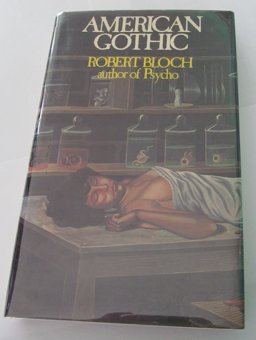 AMERICAN
GOTHIC
ROBERT BLOCH
author of Psycho